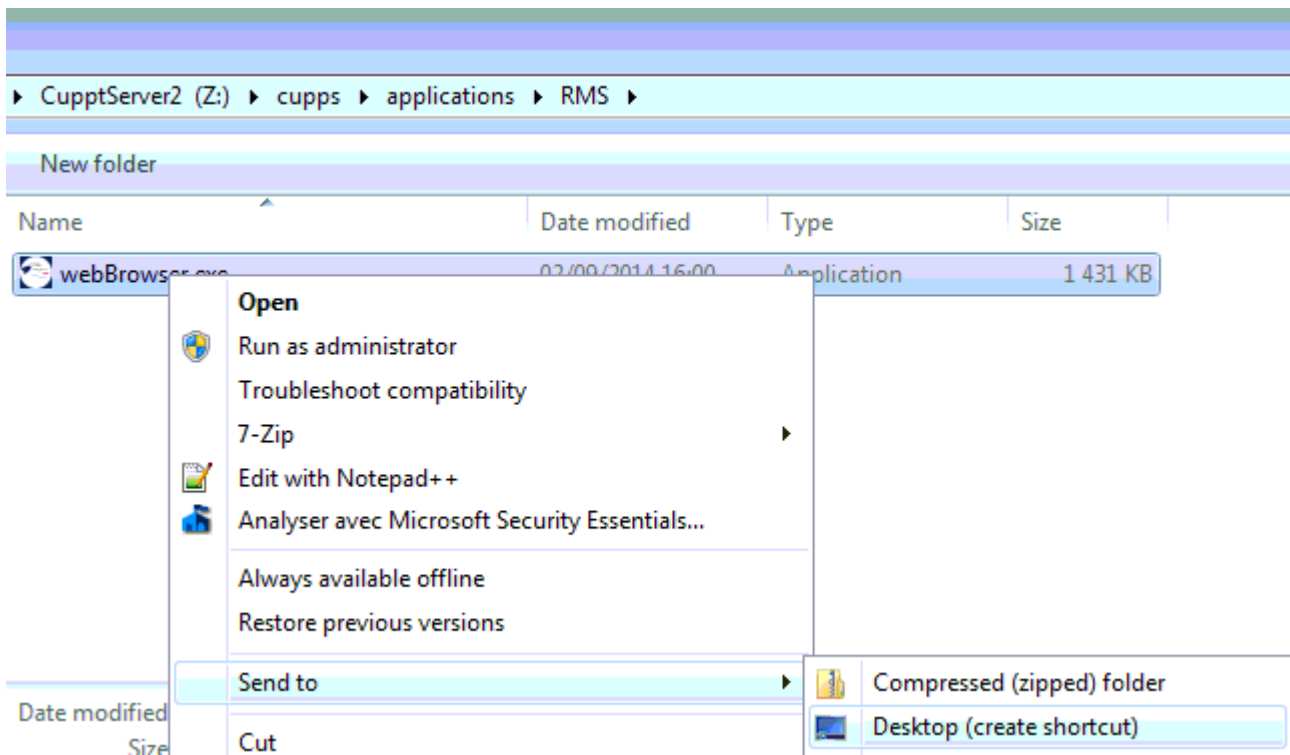 CupptServer2 (Z:) cupps applications RMS
New folder
Name Date modified Type Size
webBrowser.exe 02/09/2014 16:00 Application 1 431 KB
Open
Run as administrator
Troubleshoot compatibility
7-Zip
Edit with Notepad++
Analyser avec Microsoft Security Essentials...
Always available offline
Restore previous versions
Send to
Compressed (zipped) folder
Date modified
Desktop (create shortcut)
Size
Cut